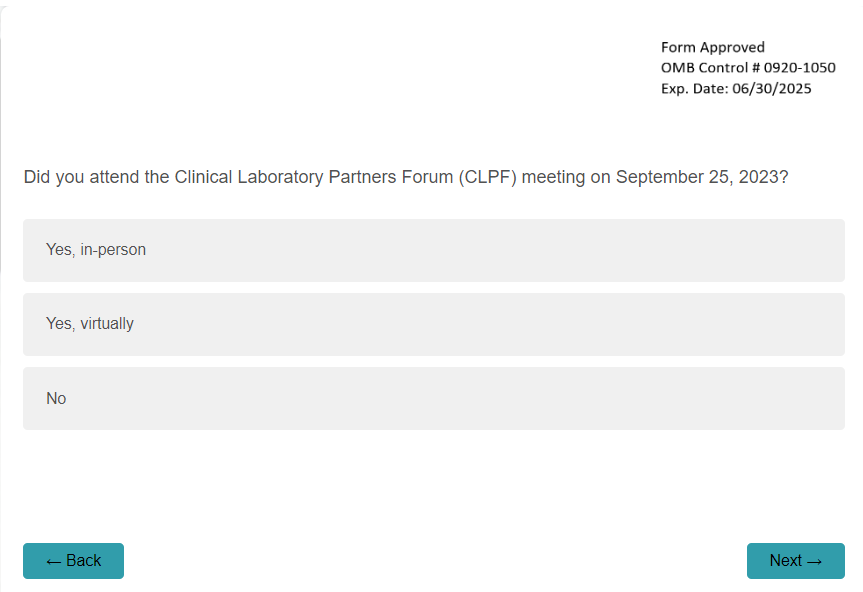 Form Approved
OMB Control # 0920-1050
Exp. Date: 06/30/2025
Did you attend the Clinical Laboratory Partners Forum (CLPF) meeting on September 25, 2023?
Yes, in-person
Yes, virtually
No
← Back
Next →